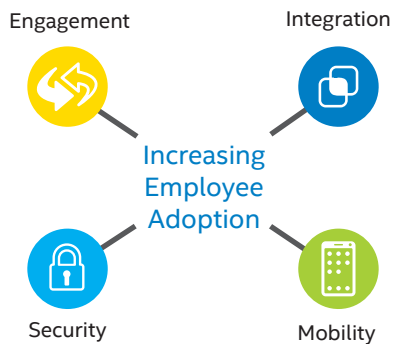 Engagement
Integration
Increasing
Employee
Adoption
Security
Mobility